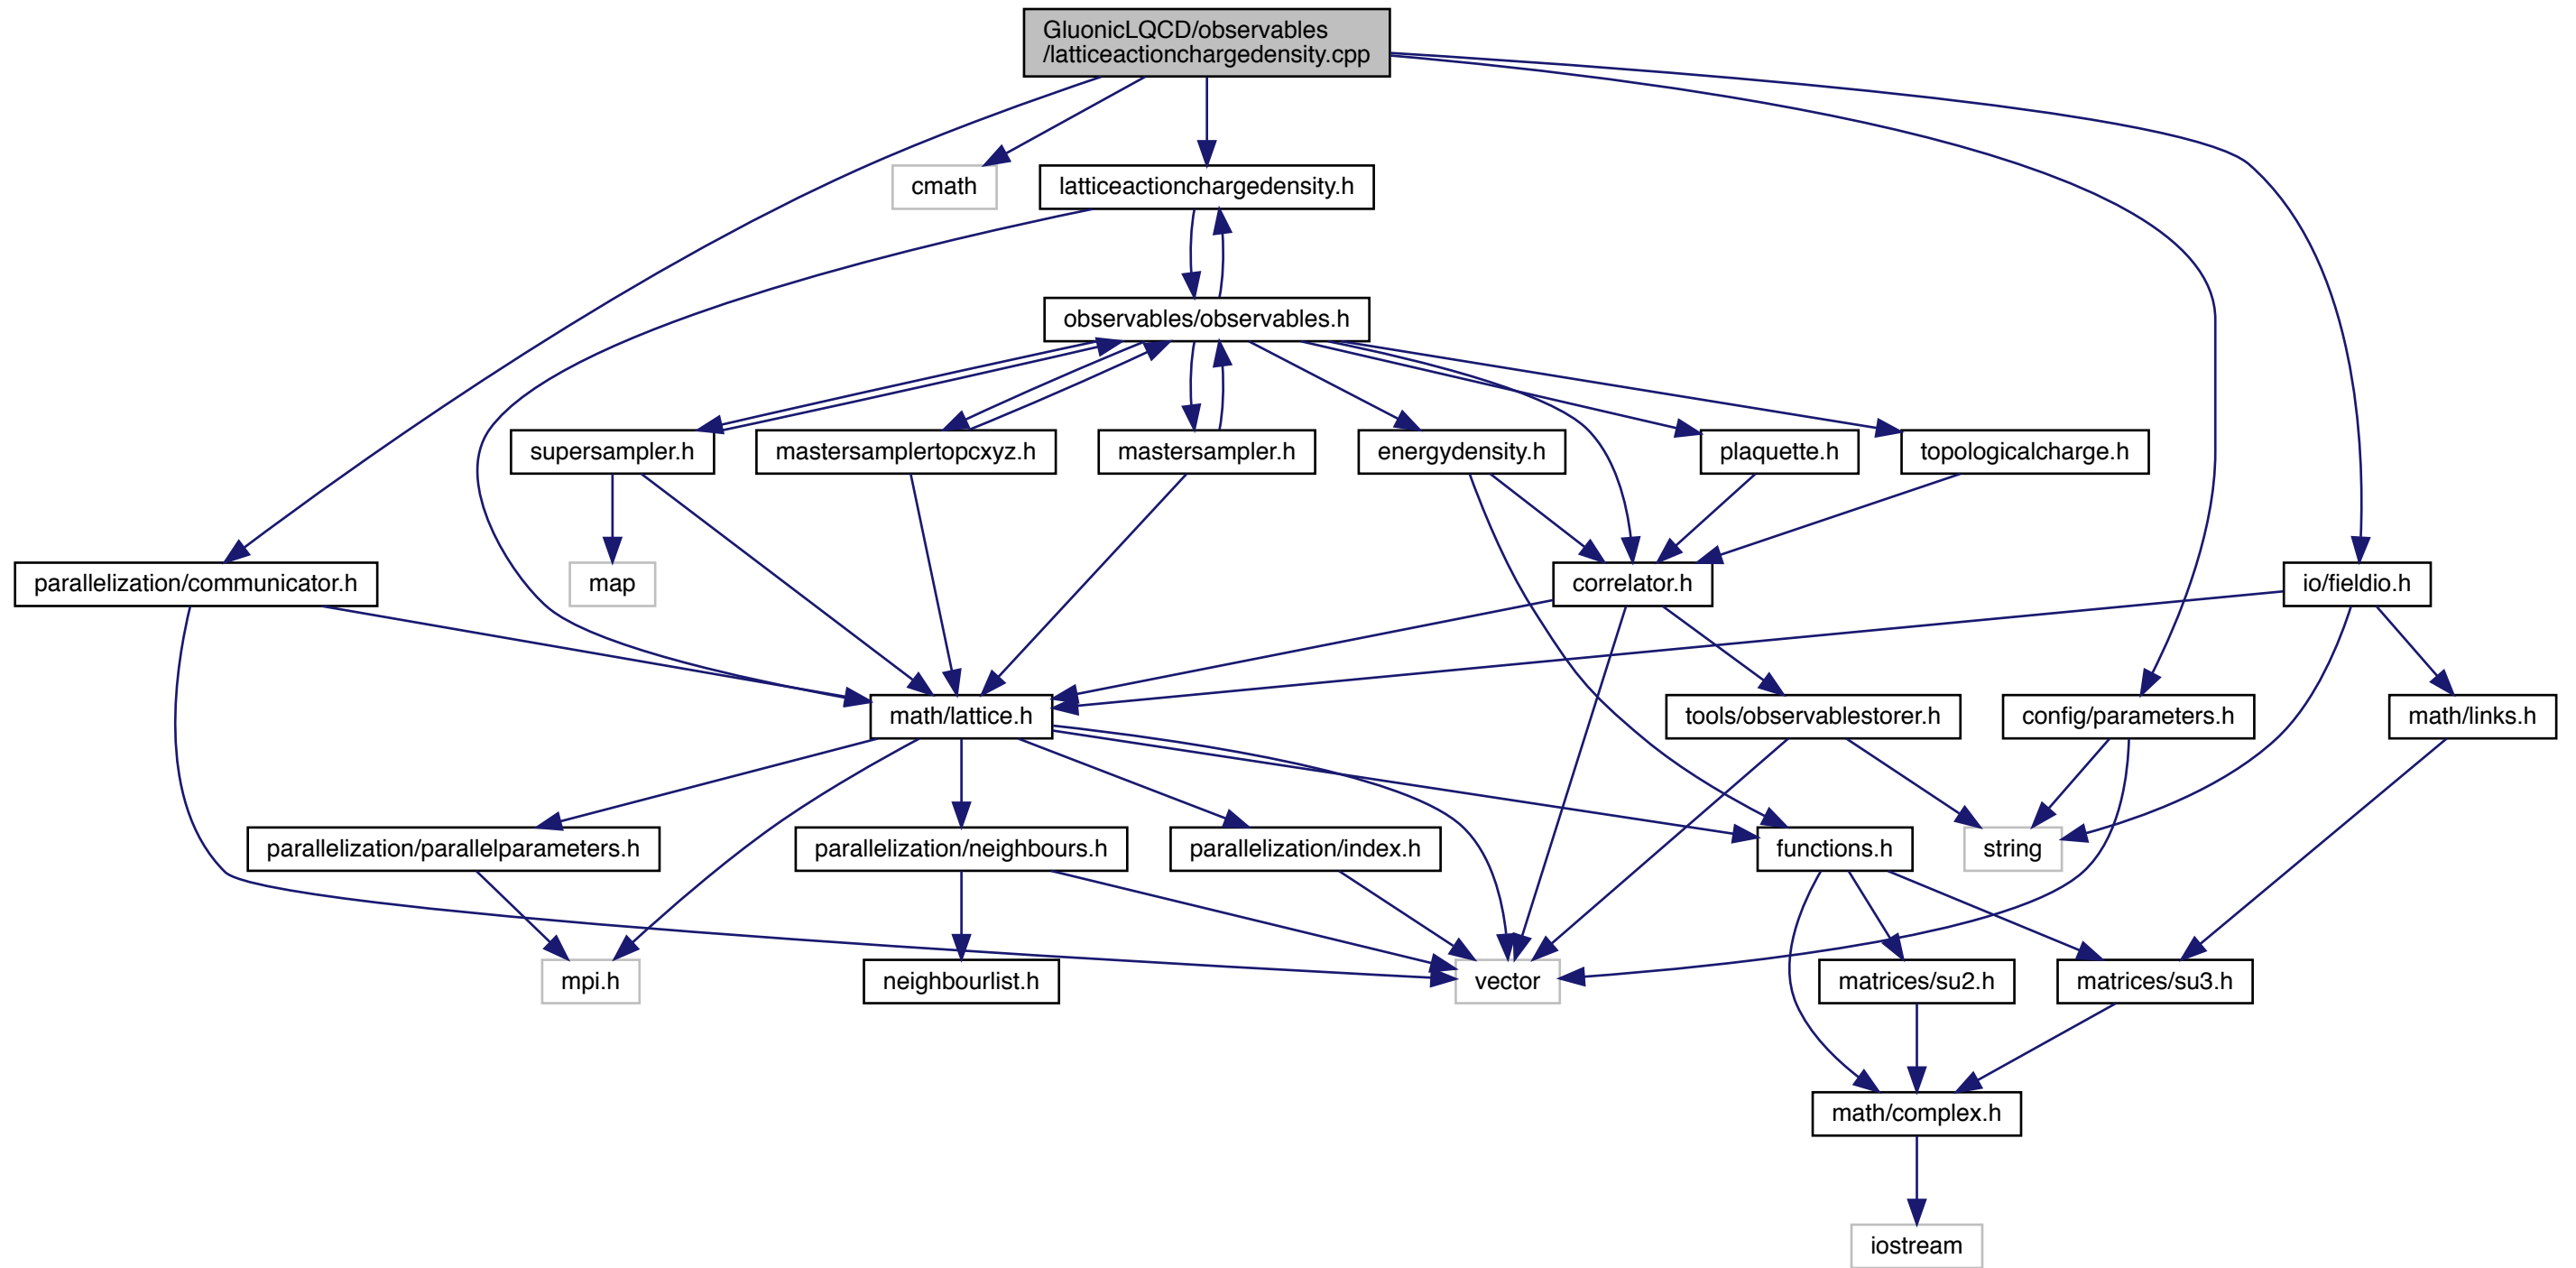 GluonicLQCD/observables
/latticeactionchargedensity.cpp
cmath
latticeactionchargedensity.h
observables/observables.h
supersampler.h
mastersamplertopcxyz.h
mastersampler.h
energydensity.h
plaquette.h
topologicalcharge.h
parallelization/communicator.h
map
correlator.h
io/fieldio.h
math/lattice.h
tools/observablestorer.h
config/parameters.h
math/links.h
parallelization/parallelparameters.h
parallelization/neighbours.h
parallelization/index.h
functions.h
string
mpi.h
neighbourlist.h
vector
matrices/su2.h
matrices/su3.h
math/complex.h
iostream